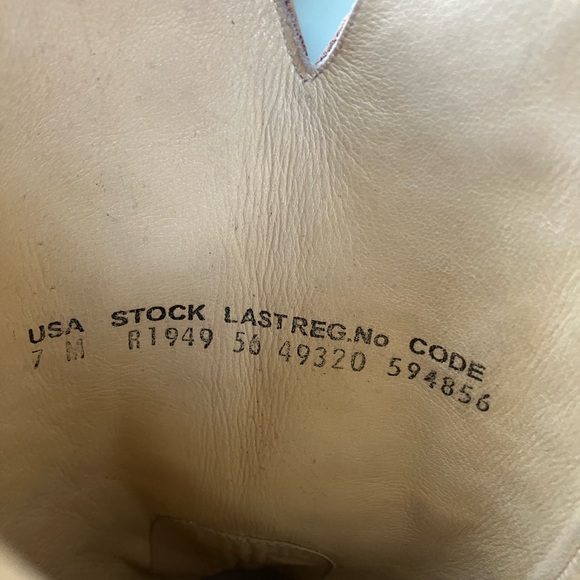 USA STOCK LAST REG.No CODE
7 M R1949 56 49320 594856